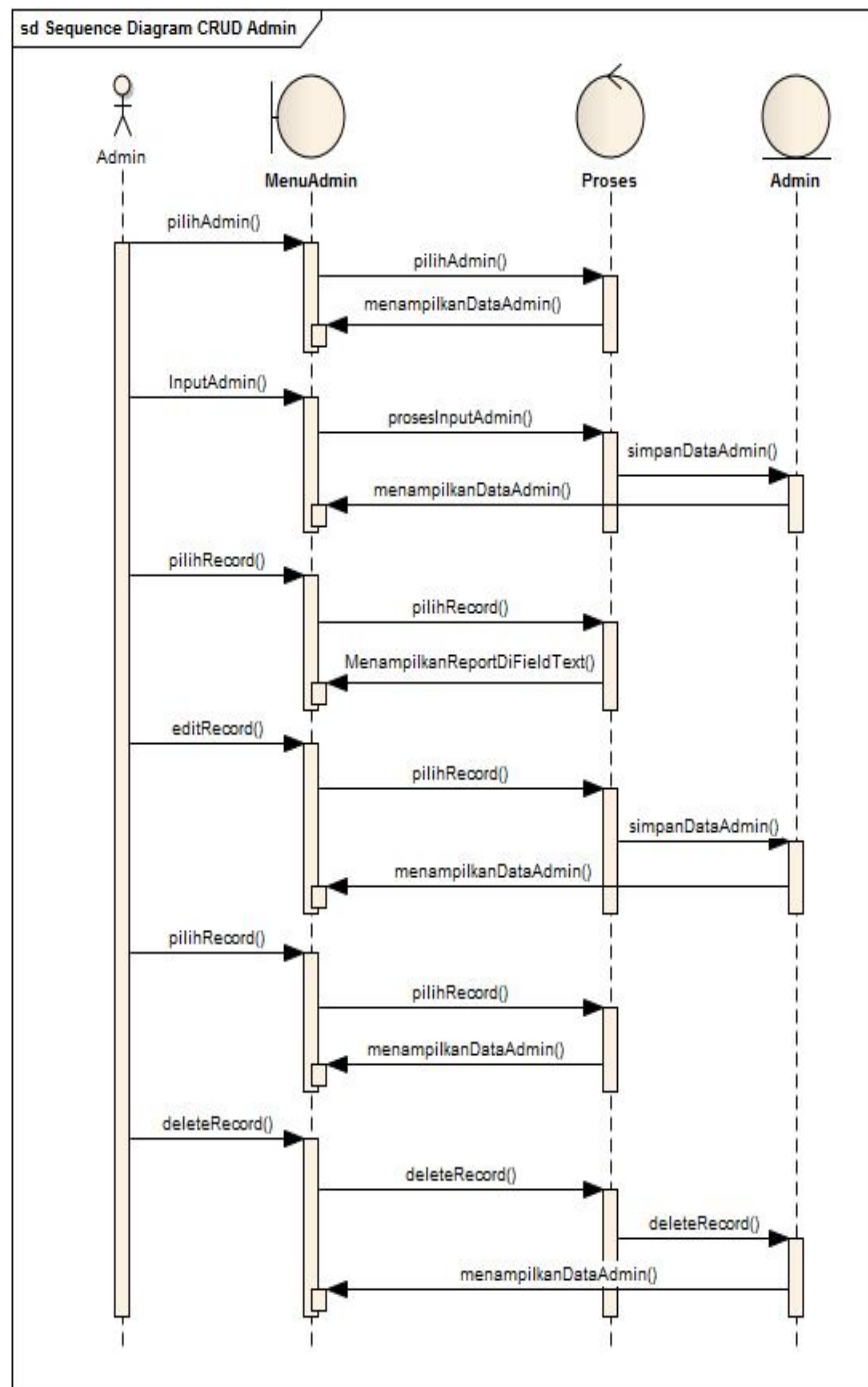 sd Sequence Diagram CRUD Admin
Admin
MenuAdmin
Proses
Admin
pilihAdmin()
pilihAdmin()
menampilkanDataAdmin()
InputAdmin()
prosesInputAdmin()
simpanDataAdmin()
menampilkanDataAdmin()
pilihRecord()
pilihRecord()
MenampilkanReportDiFieldText()
editRecord()
pilihRecord()
simpanDataAdmin()
menampilkanDataAdmin()
pilihRecord()
pilihRecord()
menampilkanDataAdmin()
deleteRecord()
deleteRecord()
deleteRecord()
menampilkanDataAdmin()